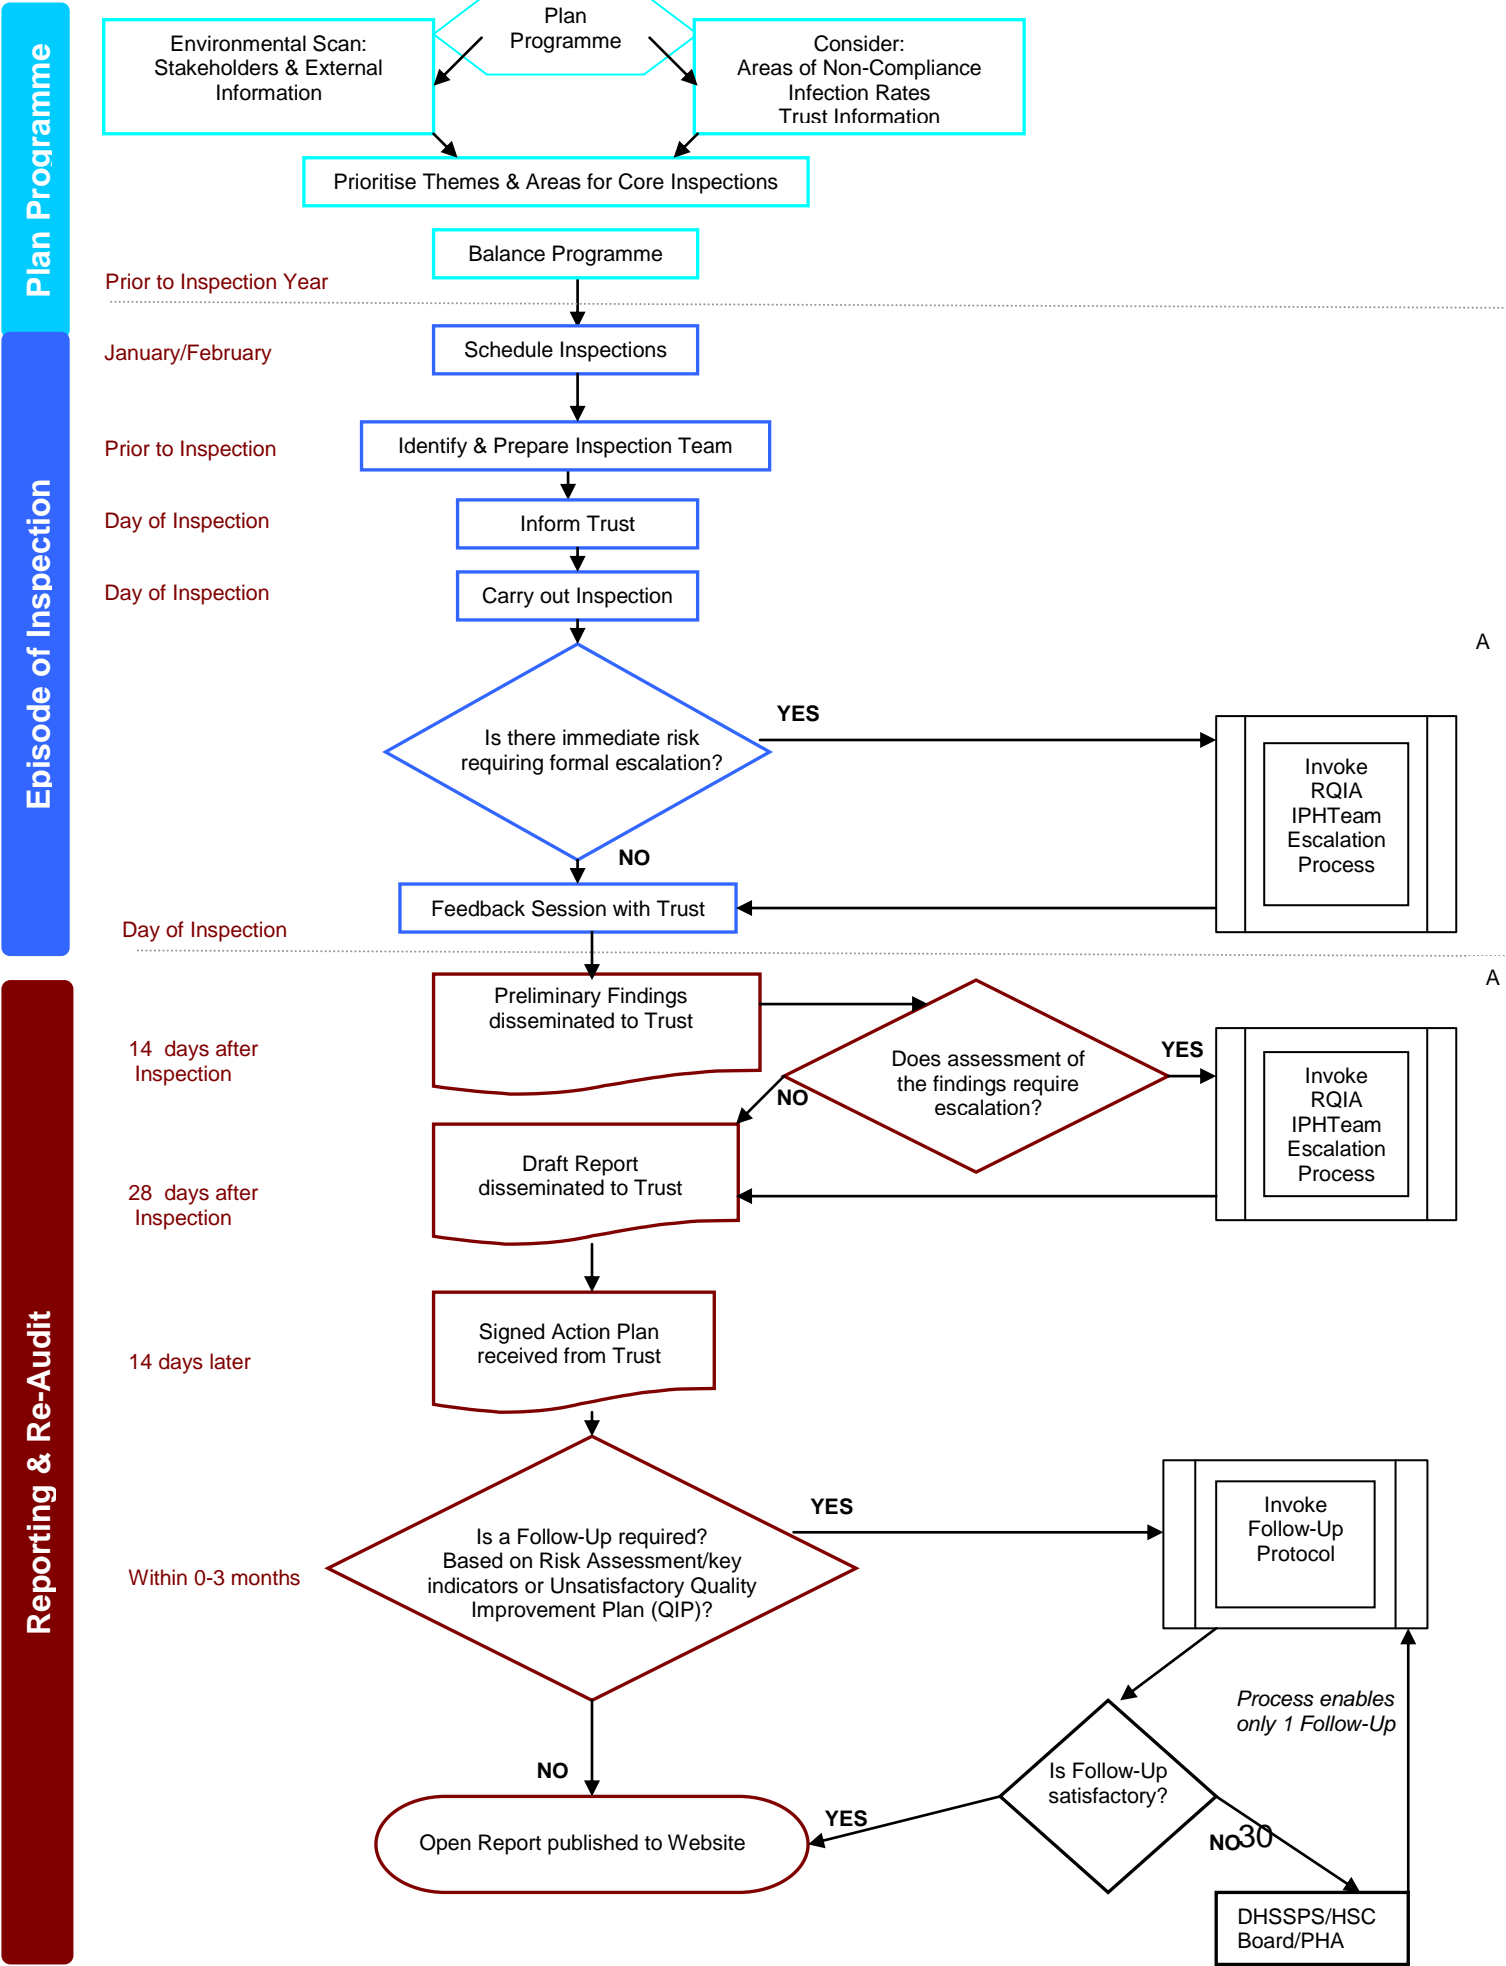 Plan Programme
Plan
Programme
Environmental Scan:
Stakeholders & External
Information
Consider:
Areas of Non-Compliance
Infection Rates
Trust Information
Prioritise Themes & Areas for Core Inspections
Balance Programme
Prior to Inspection Year
Episode of Inspection
January/February
Schedule Inspections
Prior to Inspection
Identify & Prepare Inspection Team
Day of Inspection
Inform Trust
Day of Inspection
Carry out Inspection
A
Is there immediate risk
requiring formal escalation?
YES
Invoke
RQIA
IPHTeam
Escalation
Process
NO
Feedback Session with Trust
Day of Inspection
Reporting & Re-Audit
A
Preliminary Findings
disseminated to Trust
14 days after
Inspection
Does assessment of
the findings require
escalation?
YES
NO
Invoke
RQIA
IPHTeam
Escalation
Process
Draft Report
disseminated to Trust
28 days after
Inspection
Signed Action Plan
received from Trust
14 days later
Is a Follow-Up required?
Based on Risk Assessment/key
indicators or Unsatisfactory Quality
Improvement Plan (QIP)?
Within 0-3 months
YES
Invoke
Follow-Up
Protocol
Process enables
only 1 Follow-Up
NO
Is Follow-Up
satisfactory?
YES
Open Report published to Website
NO
30
DHSSPS/HSC
Board/PHA